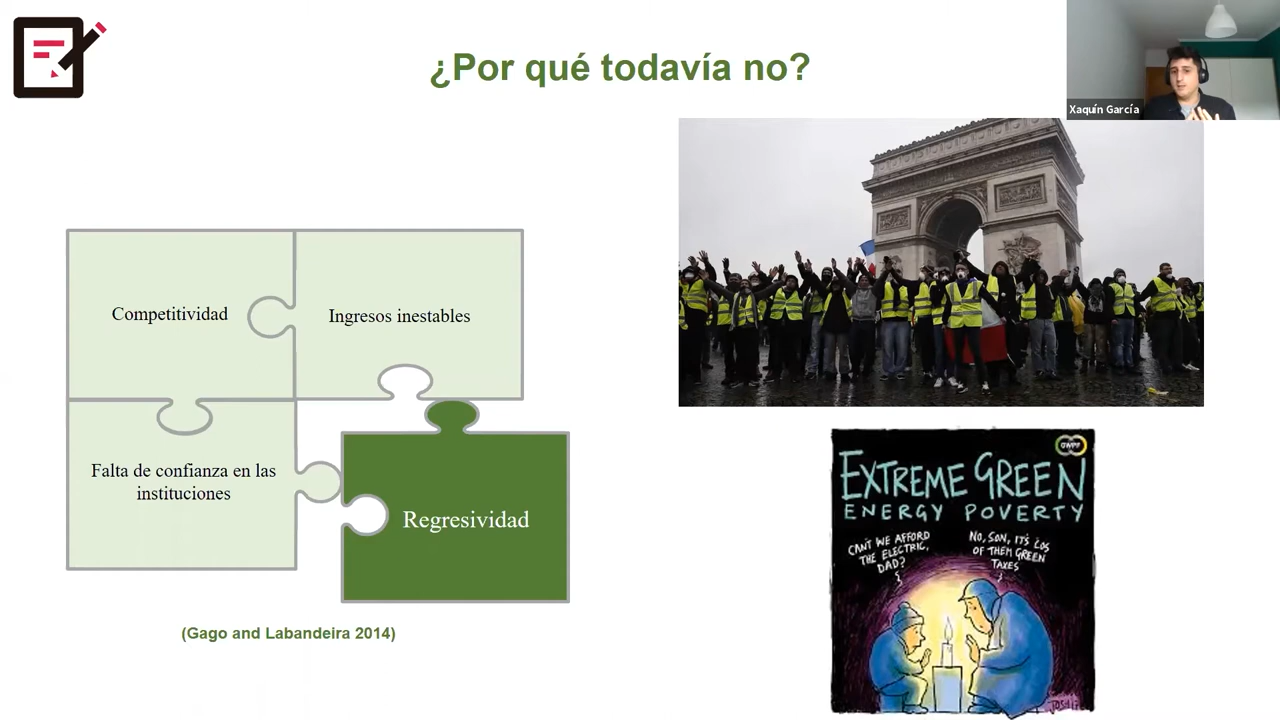 ¿Por qué todavía no?
Xaquín García
Competitividad
Ingresos inestables
Falta de confianza en las
instituciones
Regresividad
(Gago and Labandeira 2014)
GWPF
EXTREME GREEN
ENERGY POVERTY
CAN'T WE AFFORD
THE ELECTRIC,
DAD?
NO, SON, IT'S 'COS
OF THEM GREEN
TAXES
JOSH